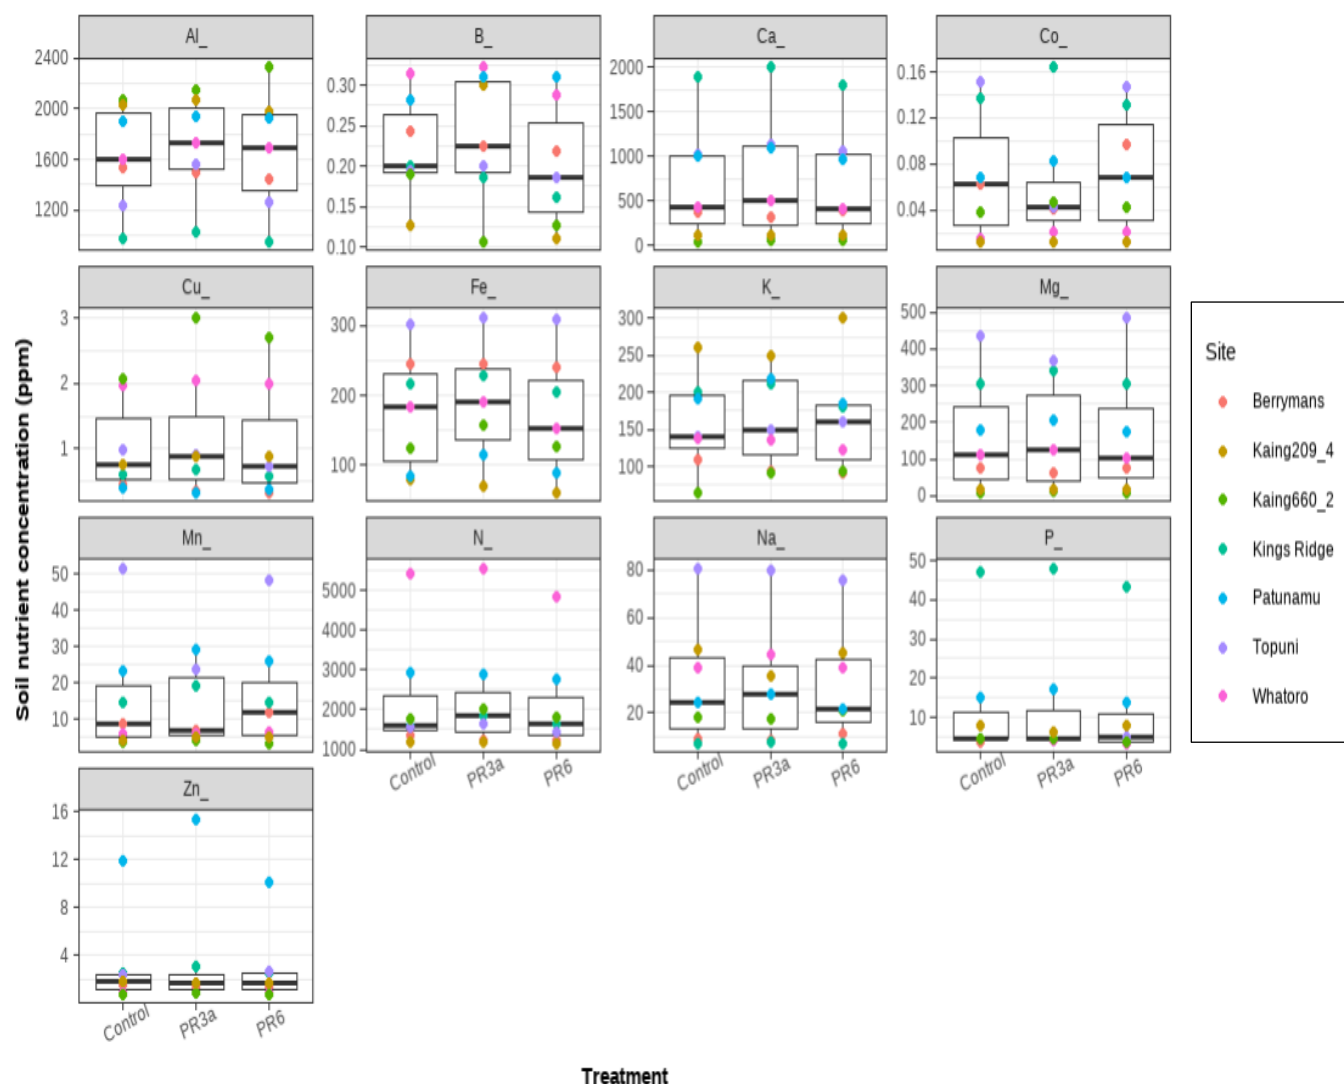 Al_ B_ Ca_ Co_
2400 2000 1600 1200
0.30 0.25 0.20 0.15 0.10
2000 1500 1000 500 0
0.16 0.12 0.08 0.04
Cu_ Fe_ K_ Mg_
3 2 1
300 200 100
300 250 200 150 100
500 400 300 200 100 0
Soil nutrient concentration (ppm)
Mn_ N_ Na_ P_
50 40 30 20 10
5000 4000 3000 2000 1000
80 60 40 20
50 40 30 20 10
Control PR3a PR6 Control PR3a PR6 Control PR3a PR6
Zn_
16 12 8 4
Control PR3a PR6
Treatment
Site
Berrymans
Kaing209_4
Kaing660_2
Kings Ridge
Patunamu
Topuni
Whatoro